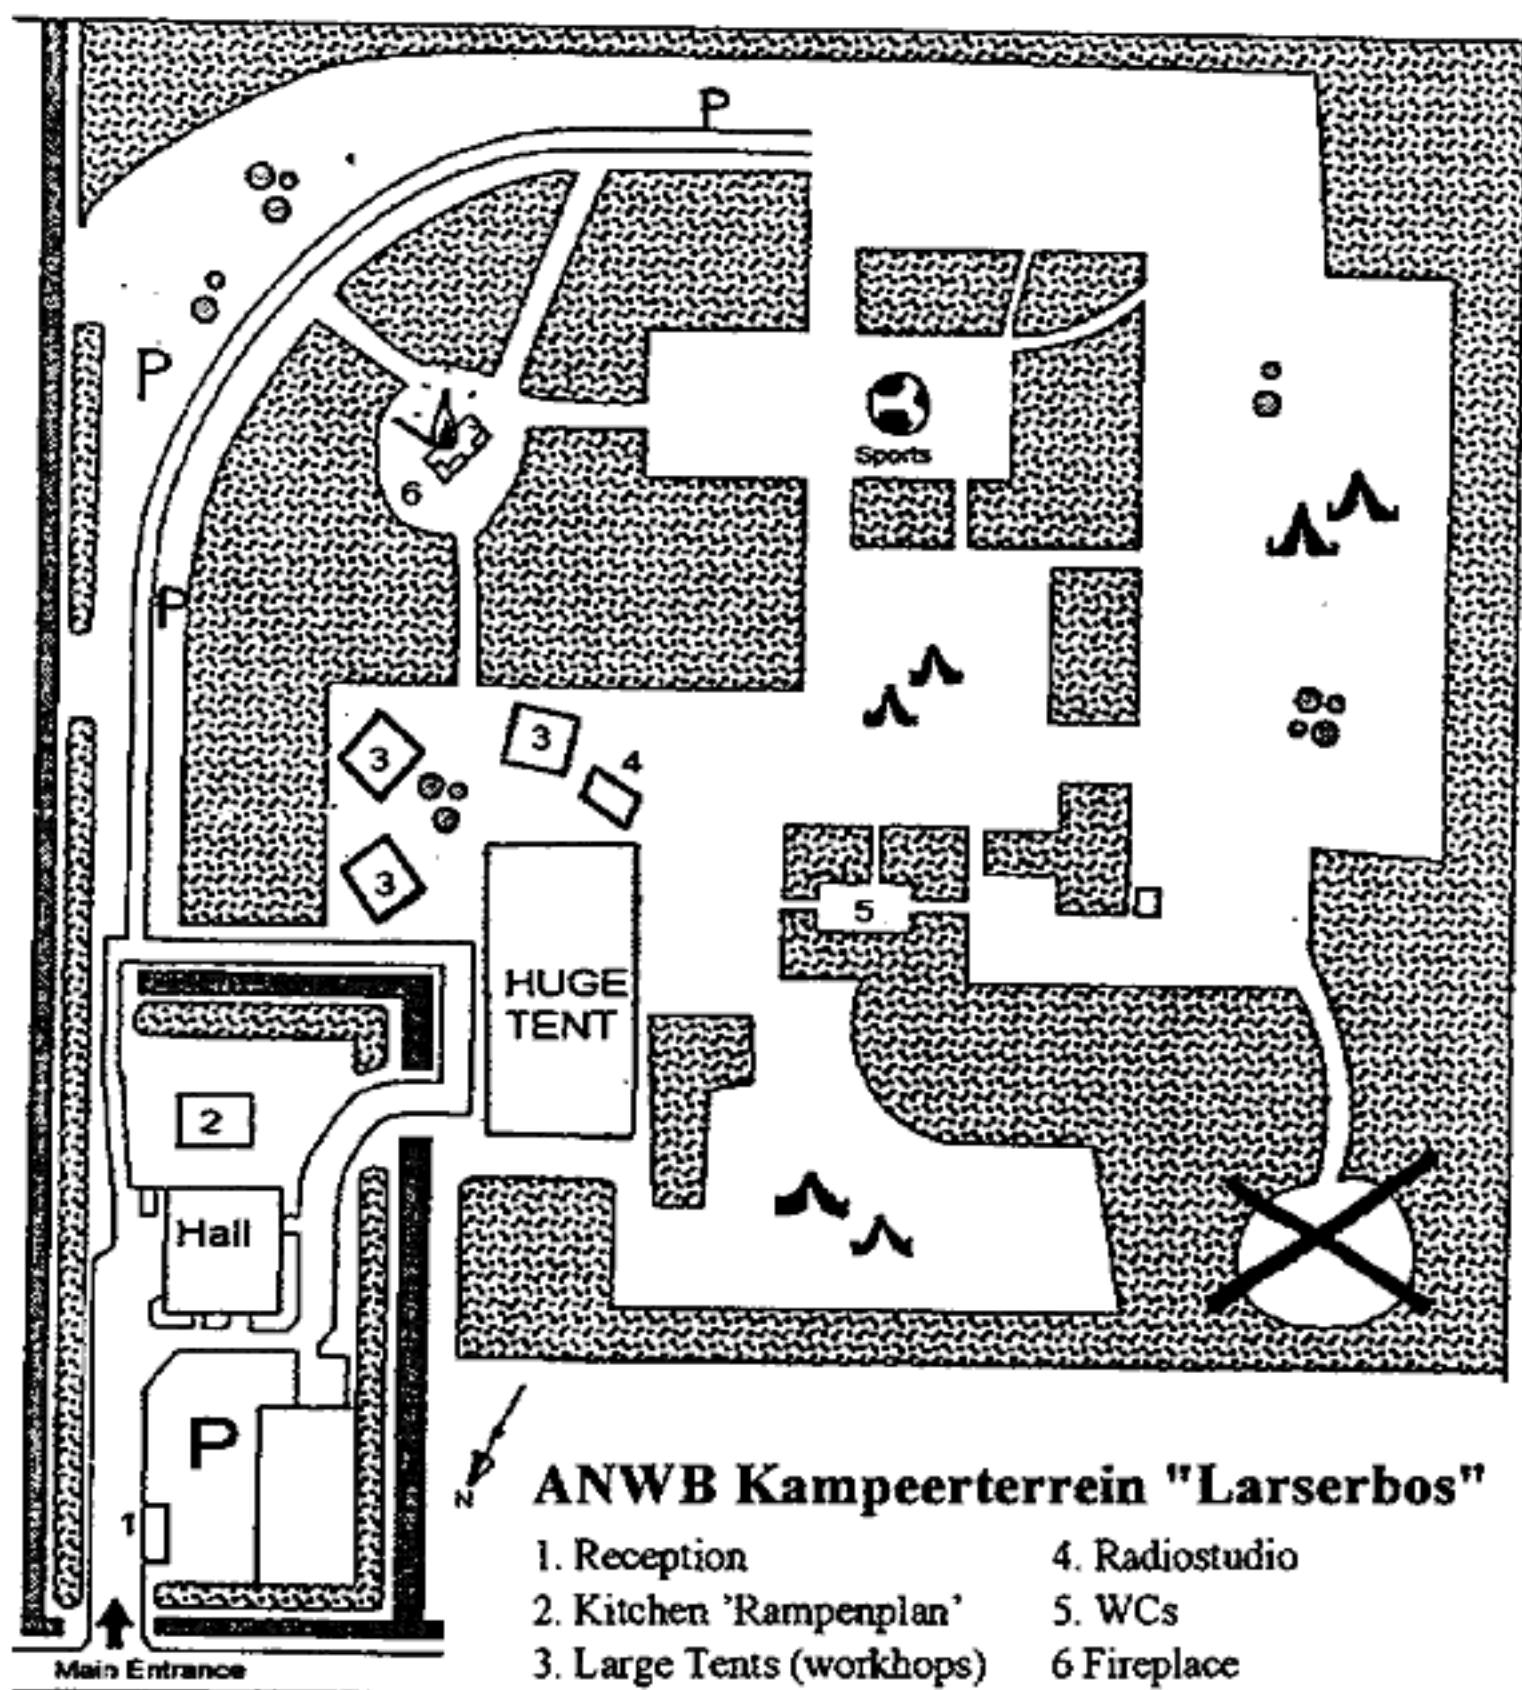 P
P
Sports
6
P
3
3
4
3
5
HUGE
TENT
2
Hall
P
N
1
Main Entrance
ANWB Kampeerterrein "Larserbos"
1. Reception
2. Kitchen 'Rampenplan'
3. Large Tents (workhops)
4. Radiostudio
5. WCs
6 Fireplace